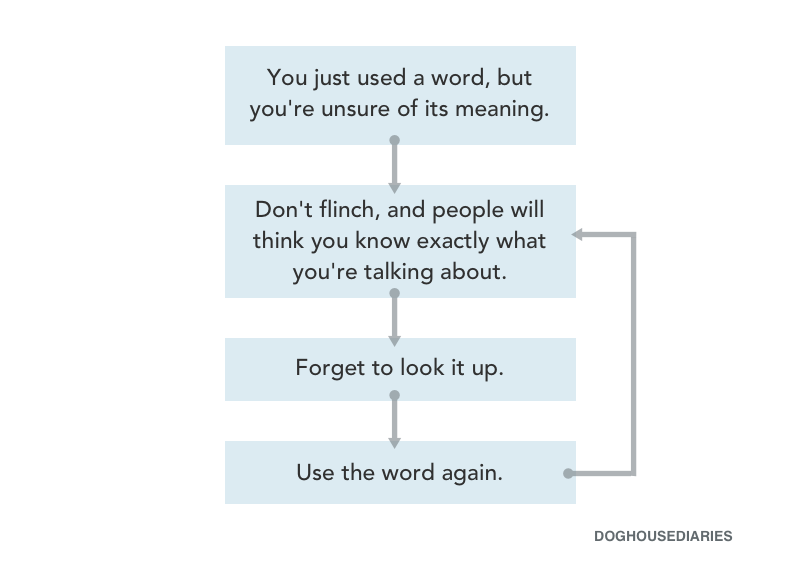 You just used a word, but
you're unsure of its meaning.
Don't flinch, and people will
think you know exactly what
you're talking about.
Forget to look it up.
Use the word again.
DOGHOUSEDIARIES